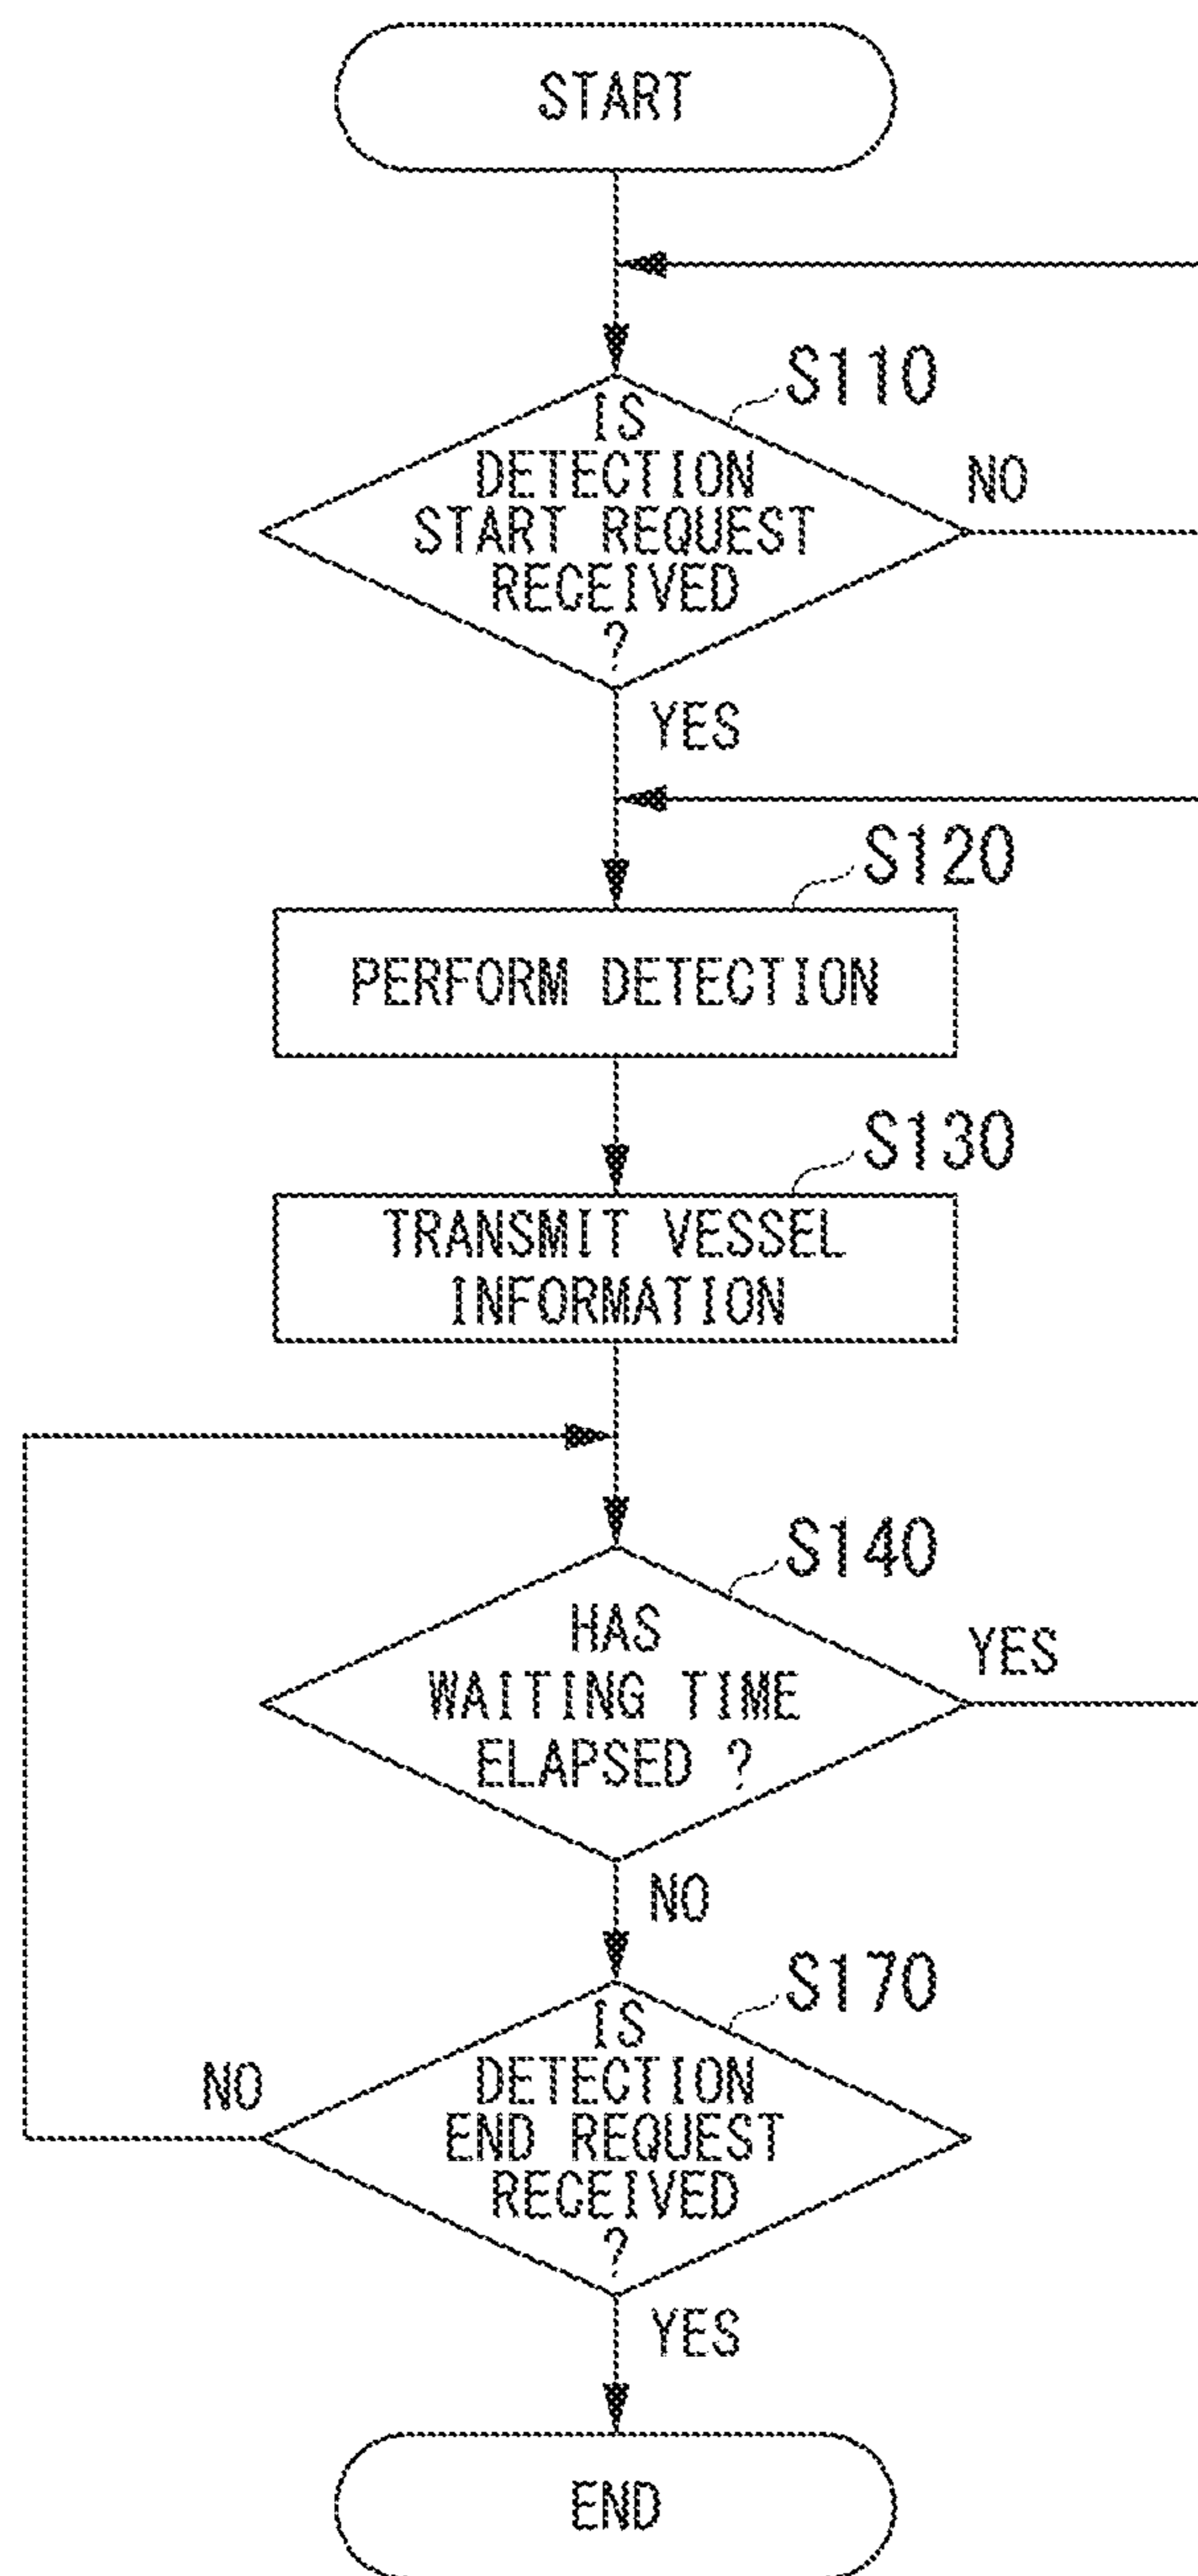 START
S110
IS
DETECTION
START REQUEST
RECEIVED
?
NO
YES
S120
PERFORM DETECTION
S130
TRANSMIT VESSEL
INFORMATION
S140
HAS
WAITING TIME
ELAPSED ?
YES
NO
S170
IS
DETECTION
END REQUEST
RECEIVED
?
NO
YES
END